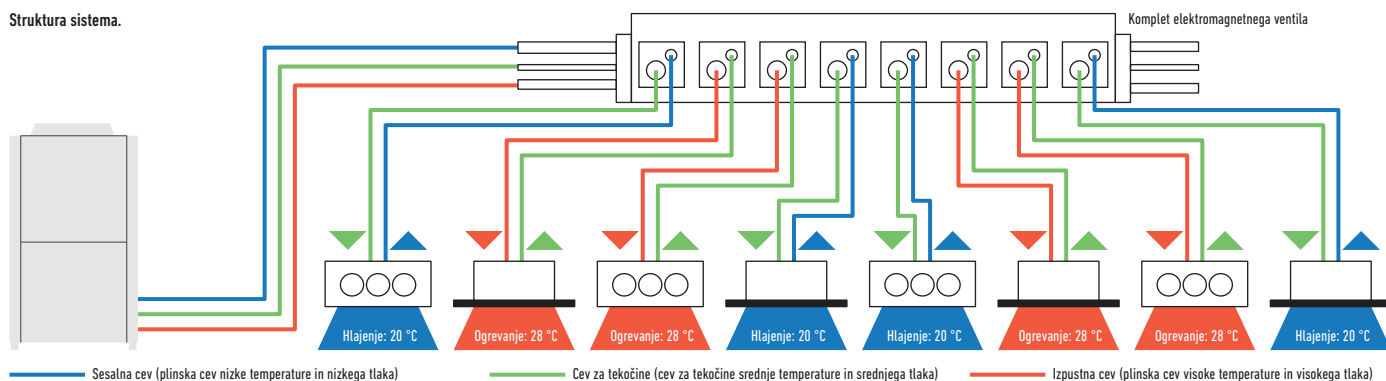 Struktura sistema.
Komplet elektromagnetnega ventila
Hlajenje: 20 °C
Ogrevanje: 28 °C
Ogrevanje: 28 °C
Hlajenje: 20 °C
Hlajenje: 20 °C
Ogrevanje: 28 °C
Ogrevanje: 28 °C
Hlajenje: 20 °C
Sesalna cev (plinska cev nizke temperature in nizkega tlaka)
Cev za tekočine (cev za tekočine srednje temperature in srednjega tlaka)
Izpustna cev (plinska cev visoke temperature in visokega tlaka)